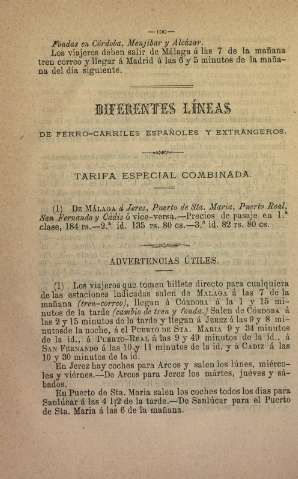 Fondas en Córdoba, Menjibar y Alcázar.
Los viajeros deben salir de Málaga á las 7 de la mañana
tren correo y llegar á Madrid á las 6 y 5 minutos de la maña-
na del dia siguiente.
DIFERENTES LÍNEAS
DE FERRO-CARRILES ESPAÑOLES Y EXTRANGEROS.
TARIFA ESPECIAL COMBINADA.
(1) DE MÁLAGA á Jerez, Puerto de Sta. Maria, Puerto Real,
San Fernando y Cádiz ó vice-versa.—Precios de pasaje en 1.ª
clase, 184 rs.—2.ª id. 135 rs. 80 cs.—3.ª id. 82 rs. 80 cs.
ADVERTENCIAS ÚTILES.
(1) Los viajeros que tomen billete directo para cualquiera
de las estaciones indicadas salen de MALAGA á las 7 de la
mañana (tren-correo), llegan á CÓRDOBA á la 1 y 15 mi-
nutos de la tarde (cambio de tren y fonda.) Salen de CÓRDOBA á
las 2 y 15 minutos de la tarde y llegan á JEREZ á las 9 y 8 mi-
nutos de la noche, á el PUERTO DE STA. MARIA 9 y 34 minutos
de la id., á PUERTO-REAL á las 9 y 49 minutos de la id., á
SAN FERNANDO á las 10 y 11 minutos de la id. y a CADIZ á las
10 y 30 minutos de la id.
En Jerez hay coches para Arcos y salen los lúnes, miérco-
les y viérnes.—De Arcos para Jerez los mártes, juéves y sá-
bados.
En Puerto de Sta. Maria salen los coches todos los dias para
Sanlúcar á las 4 1|2 de la tarde.—De Sanlúcar para el Puerto
de Sta. Maria á las 6 de la mañana.